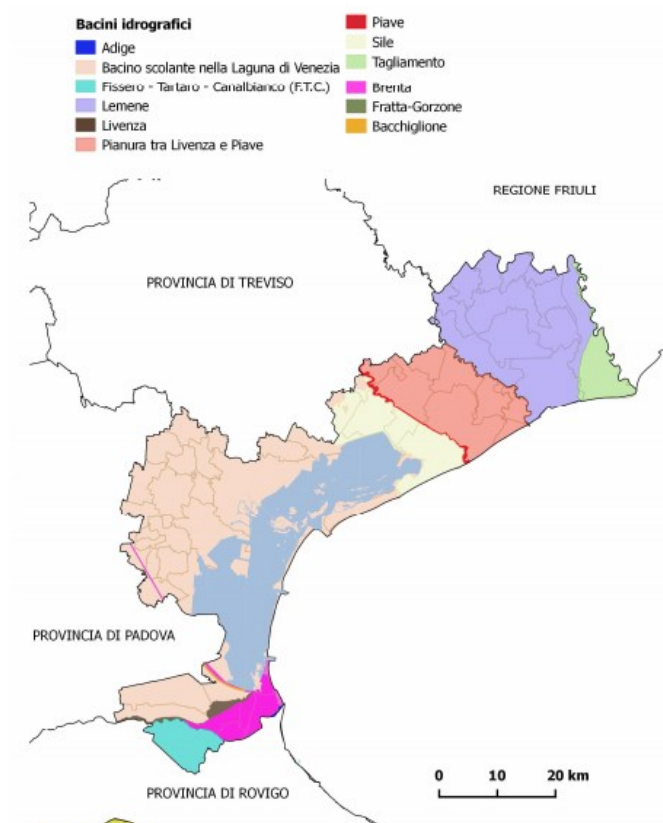 Bacini idrografici
Adige
Bacino scolante nella Laguna di Venezia
Fissero - Tartaro - Canalbianco (F.T.C.)
Lemene
Livenza
Pianura tra Livenza e Piave
Piave
Sile
Tagliamento
Brenta
Fratta-Gorzone
Bacchiglione
REGIONE FRIULI
PROVINCIA DI TREVISO
PROVINCIA DI PADOVA
PROVINCIA DI ROVIGO
0 10 20 km